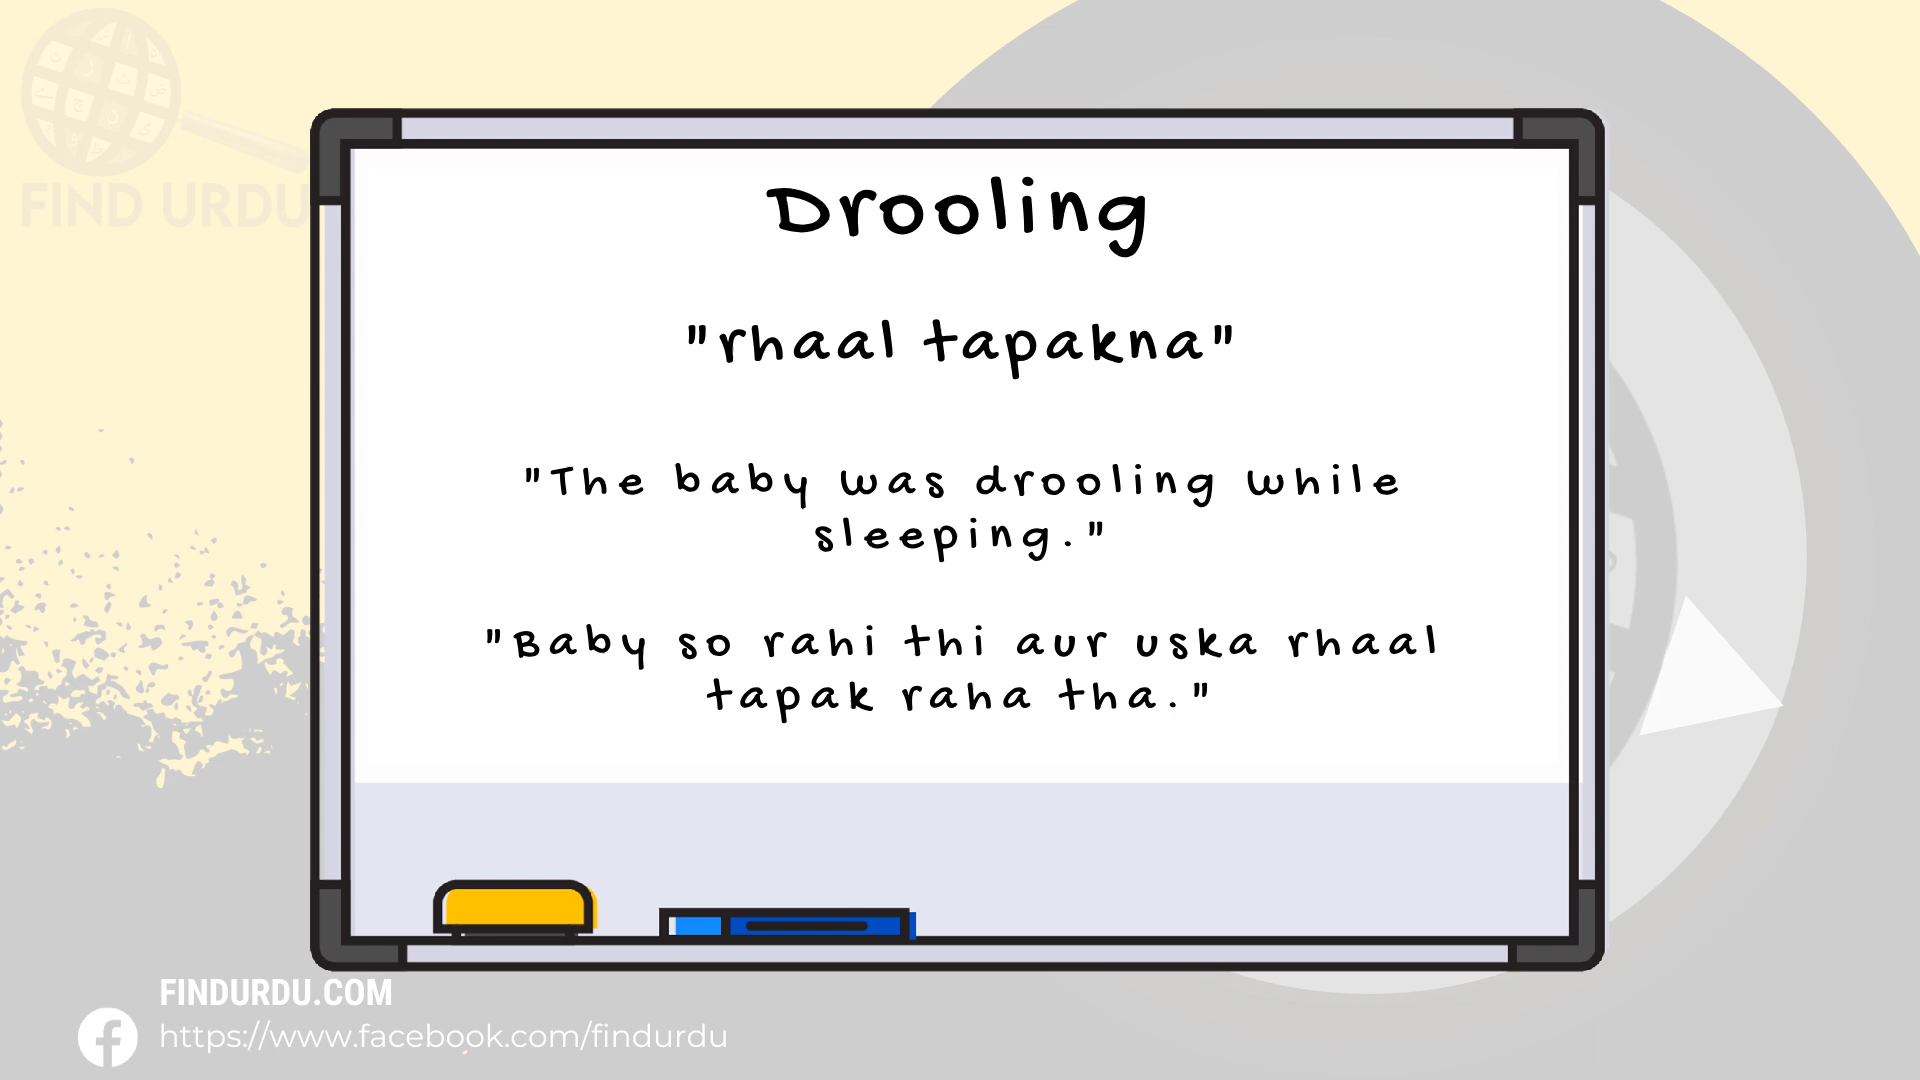 FIND URDU
Drooling
"rhaal tapakna"
"The baby was drooling while
sleeping."
"Baby so rahi thi aur uska rhaal
tapak raha tha."
FINDURDU.COM
https://www.facebook.com/findurdu